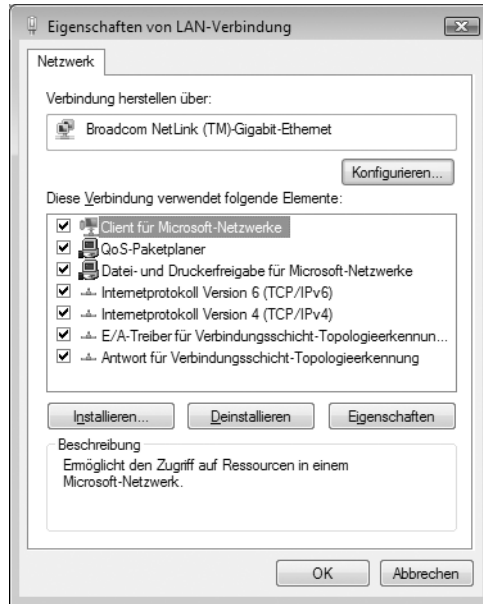 Eigenschaften von LAN-Verbindung
Netzwerk
Verbindung herstellen über:
Broadcom NetLink (TM)-Gigabit-Ethernet
Konfigurieren...
Diese Verbindung verwendet folgende Elemente:
Client für Microsoft-Netzwerke
QoS-Paketplaner
Datei- und Druckerfreigabe für Microsoft-Netzwerke
Internetprotokoll Version 6 (TCP/IPv6)
Internetprotokoll Version 4 (TCP/IPv4)
E/A-Treiber für Verbindungsschicht-Topologieerkennun...
Antwort für Verbindungsschicht-Topologieerkennung
Installieren... Deinstallieren Eigenschaften
Beschreibung
Ermöglicht den Zugriff auf Ressourcen in einem
Microsoft-Netzwerk.
OK Abbrechen